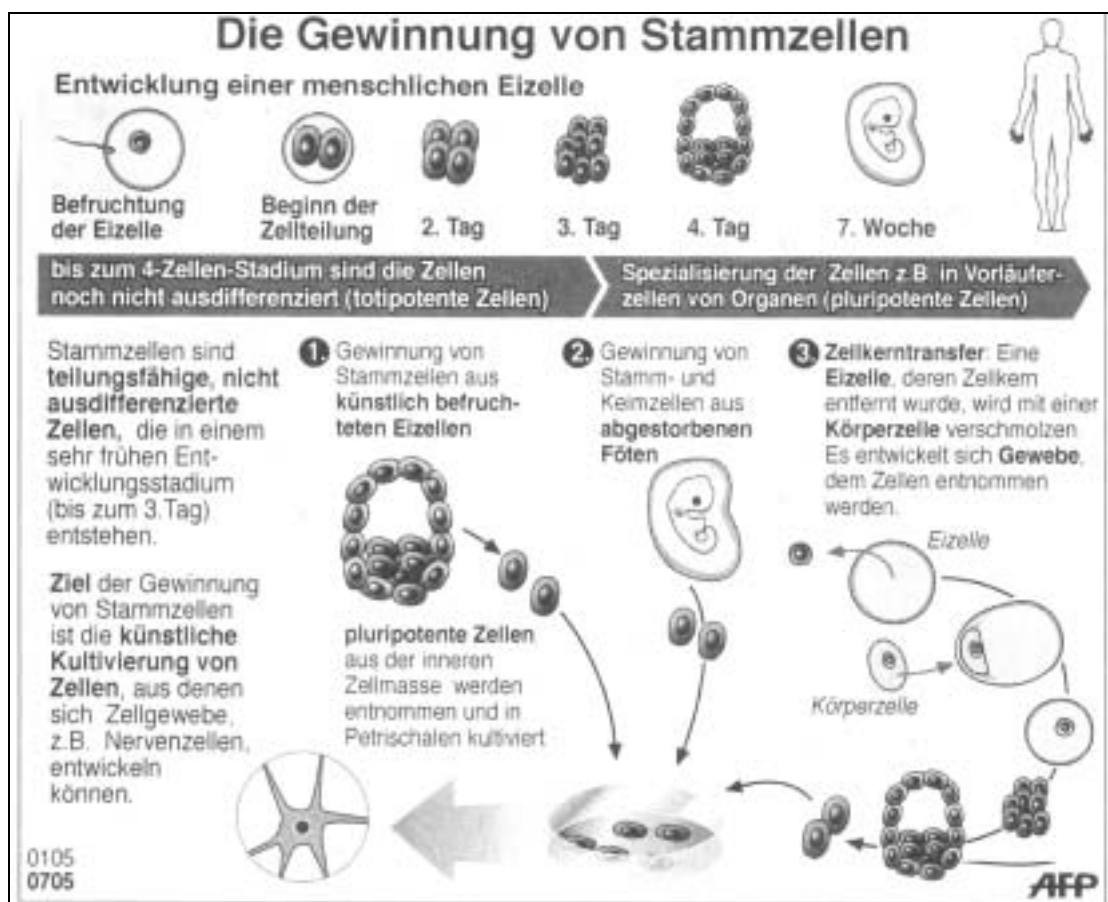 Die Gewinnung von Stammzellen
Entwicklung einer menschlichen Eizelle
Befruchtung
der Eizelle
Beginn der
Zellteilung
2. Tag
3. Tag
4. Tag
7. Woche
bis zum 4-Zellen-Stadium sind die Zellen
noch nicht ausdifferenziert (totipotente Zellen)
Spezialisierung der Zellen z.B. in Vorläufer-
zellen von Organen (pluripotente Zellen)
Stammzellen sind
teilungsfähige, nicht
ausdifferenzierte
Zellen, die in einem
sehr frühen Ent-
wicklungsstadium
(bis zum 3.Tag)
entstehen.
Ziel der Gewinnung
von Stammzellen
ist die künstliche
Kultivierung von
Zellen, aus denen
sich Zellgewebe,
z.B. Nervenzellen,
entwickeln
können.
1. Gewinnung von
Stammzellen aus
künstlich befruch-
teten Eizellen
pluripotente Zellen
aus der inneren
Zellmasse werden
entnommen und in
Petrischalen kultiviert
2. Gewinnung von
Stamm- und
Keimzellen aus
abgestorbenen
Föten
3. Zellkerntransfer: Eine
Eizelle, deren Zellkern
entfernt wurde, wird mit einer
Körperzelle verschmolzen.
Es entwickelt sich Gewebe,
dem Zellen entnommen
werden.
Eizelle
Körperzelle
0105
0705
AFP